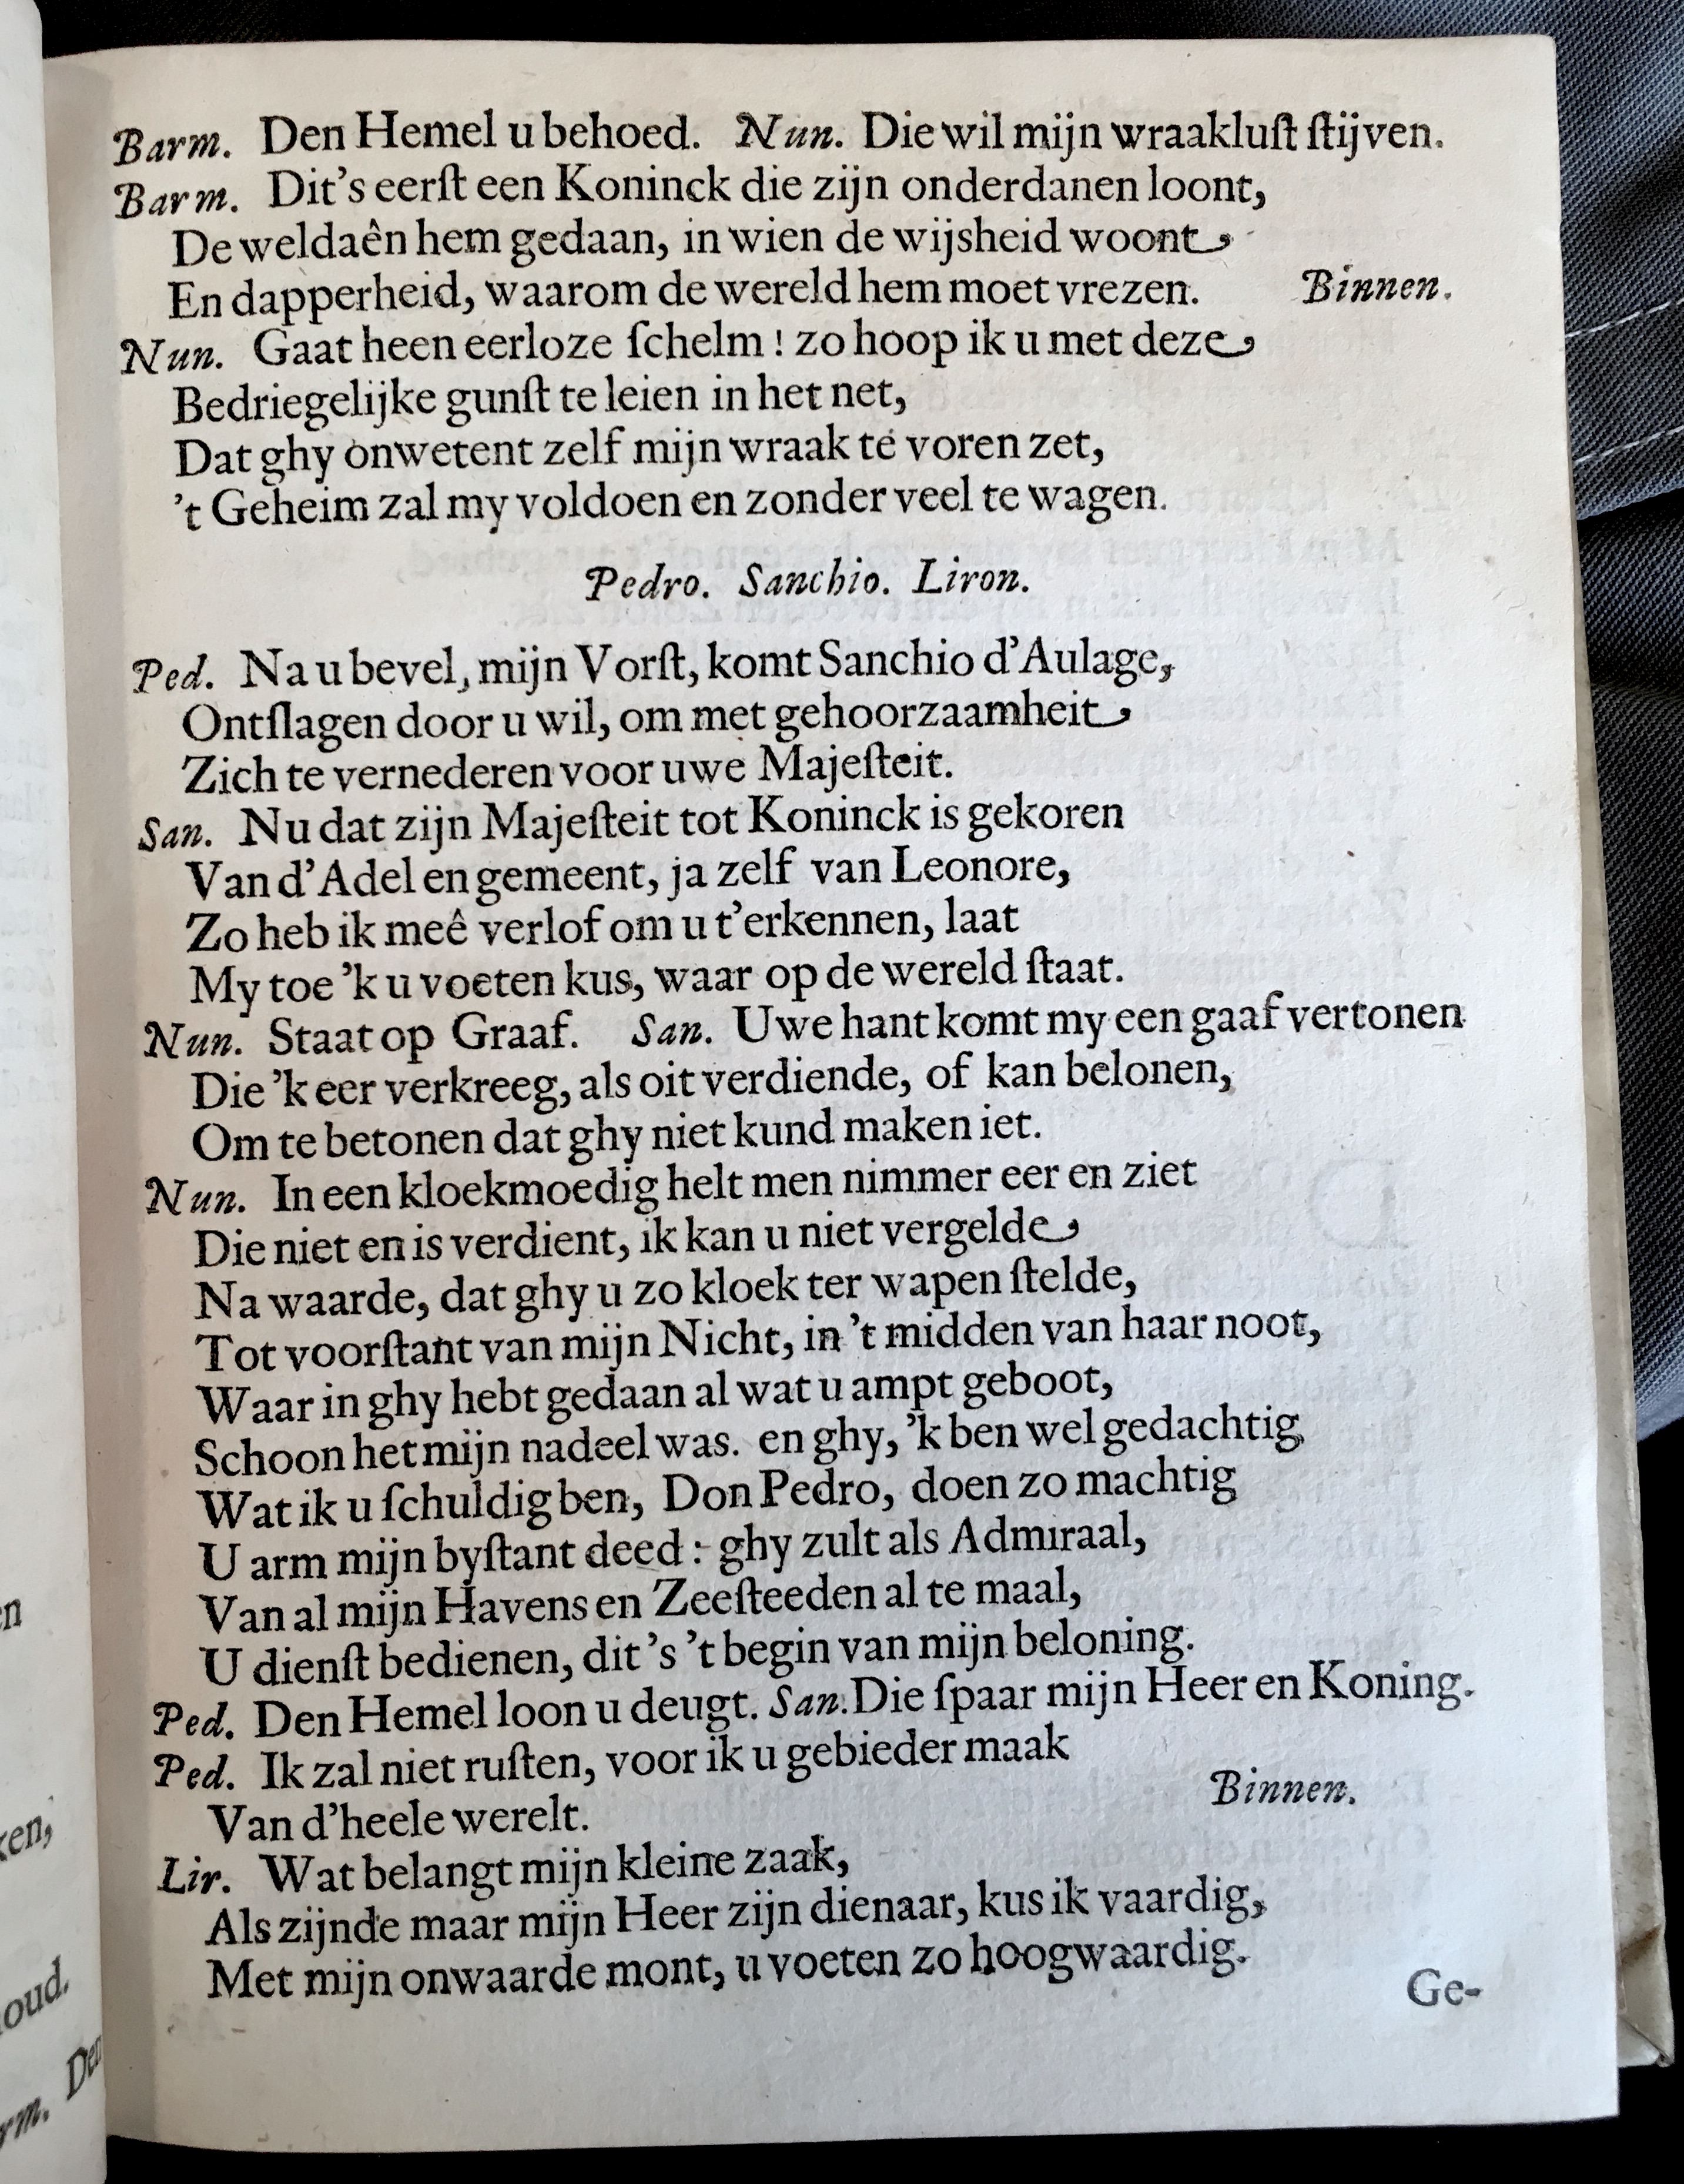 Barm. Den Hemel u behoed. Nun. Die wil mijn wraakluſt ſtijven.
Barm. Dit's eerſt een Koninck die zijn onderdanen loont,
De weldaên hem gedaan, in wien de wijsheid woont
En dapperheid, waarom de wereld hem moet vrezen. Binnen.
Nun. Gaat heen eerloze ſchelm! zo hoop ik u met deze
Bedriegelijke gunſt te leien in het net,
Dat ghy onwetent zelf mijn wraak te voren zet,
't Geheim zal my voldoen en zonder veel te wagen.
Pedro. Sanchio. Liron.
Ped. Na u bevel, mijn Vorſt, komt Sanchio d'Aulage,
Ontſlagen door u wil, om met gehoorzaamheit
Zich te vernederen voor uwe Majeſteit.
San. Nu dat zijn Majeſteit tot Koninck is gekoren
Van d'Adel en gemeent, ja zelf van Leonore,
Zo heb ik meê verlof om u t'erkennen, laat
My toe 'k u voeten kus, waar op de wereld ſtaat.
Nun. Staat op Graaf. San. Uwe hant komt my een gaaf vertonen
Die 'k eer verkreeg, als oit verdiende, of kan belonen,
Om te betonen dat ghy niet kund maken iet.
Nun. In een kloekmoedig helt men nimmer eer en ziet
Die niet en is verdient, ik kan u niet vergelde
Na waarde, dat ghy u zo kloek ter wapen ſtelde,
Tot voorſtant van mijn Nicht, in 't midden van haar noot,
Waar in ghy hebt gedaan al wat u ampt geboot,
Schoon het mijn nadeel was. en ghy, 'k ben wel gedachtig
Wat ik u ſchuldig ben, Don Pedro, doen zo machtig
U arm mijn byſtant deed: ghy zult als Admiraal,
Van al mijn Havens en Zeeſteeden al te maal,
U dienſt bedienen, dit 's 't begin van mijn beloning.
Ped. Den Hemel loon u deugt. San. Die ſpaar mijn Heer en Koning.
Ped. Ik zal niet ruſten, voor ik u gebieder maak
Van d'heele werelt. Binnen.
Lir. Wat belangt mijn kleine zaak,
Als zijnde maar mijn Heer zijn dienaar, kus ik vaardig,
Met mijn onwaarde mont, u voeten zo hoogwaardig.
Ge-